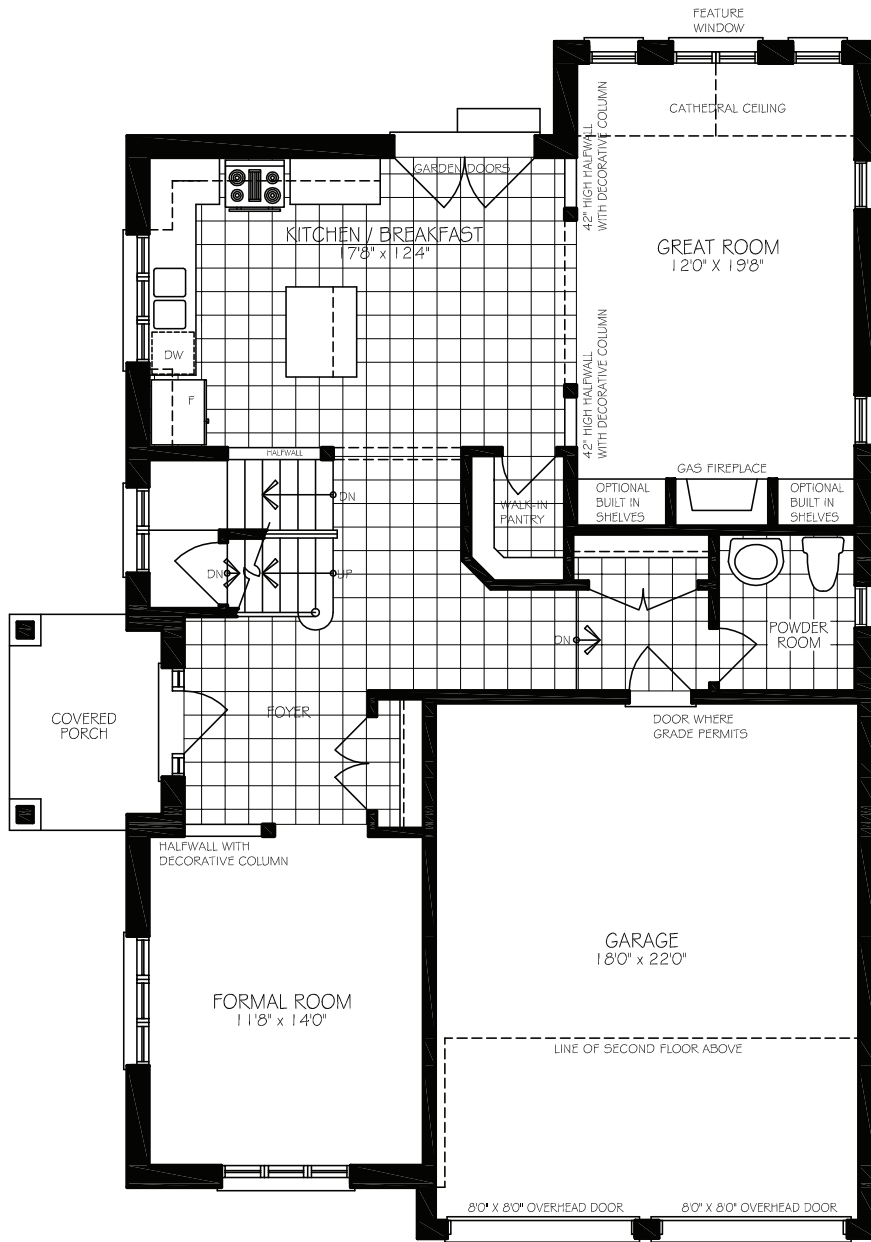 FEATURE
WINDOW
CATHEDRAL CEILING
42" HIGH HALFWALL
WITH DECORATIVE COLUMN
GARDEN DOORS
KITCHEN / BREAKFAST
17'8" x 12'4"
GREAT ROOM
12'0" X 19'8"
DW
F
42" HIGH HALFWALL
WITH DECORATIVE COLUMN
HALFWALL
GAS FIREPLACE
OPTIONAL
BUILT IN
SHELVES
OPTIONAL
BUILT IN
SHELVES
DN
WALK-IN
PANTRY
DN
UP
DN
POWDER
ROOM
COVERED
PORCH
FOYER
DOOR WHERE
GRADE PERMITS
HALFWALL WITH
DECORATIVE COLUMN
GARAGE
18'0" x 22'0"
FORMAL ROOM
11'8" x 14'0"
LINE OF SECOND FLOOR ABOVE
8'0" X 8'0" OVERHEAD DOOR
8'0" X 8'0" OVERHEAD DOOR